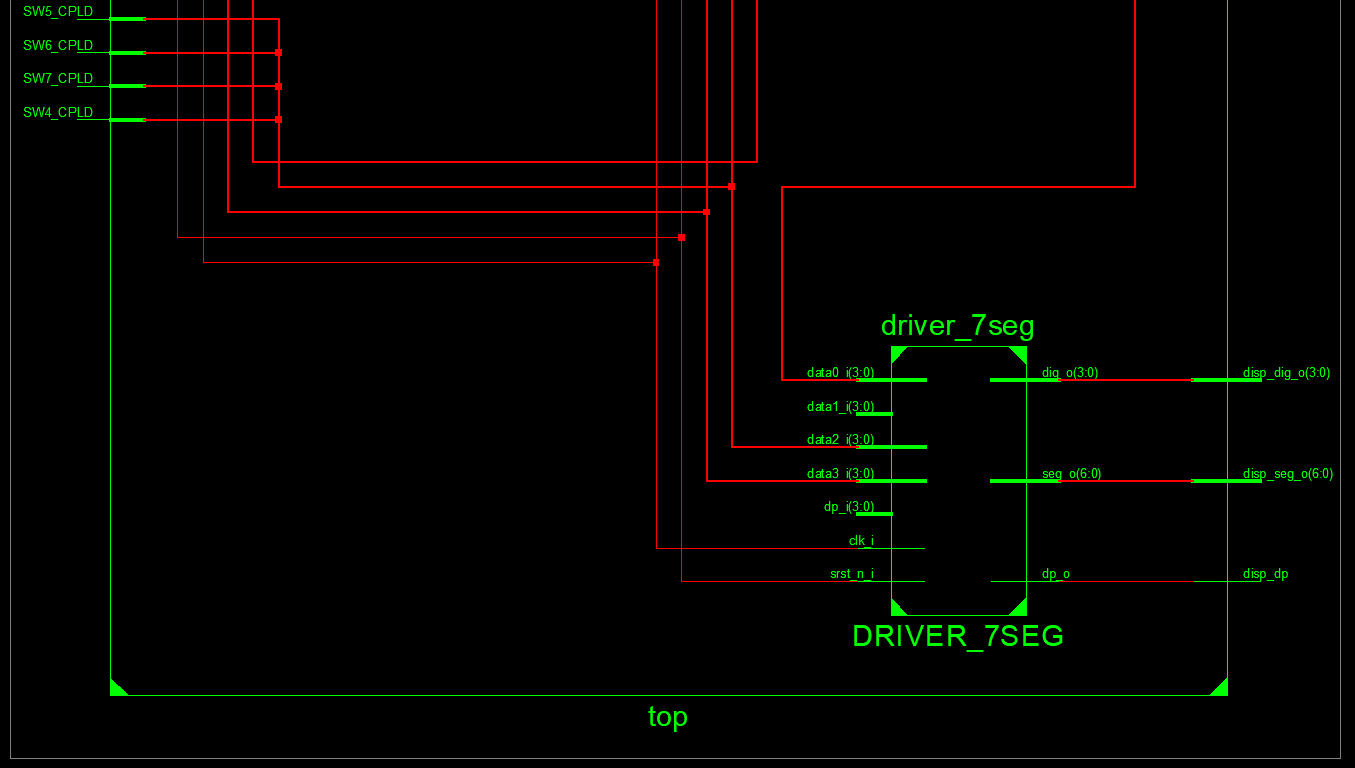 SW5_CPLD
SW6_CPLD
SW7_CPLD
SW4_CPLD
driver_7seg
data0_i(3:0)
dig_o(3:0)
disp_dig_o(3:0)
data1_i(3:0)
data2_i(3:0)
data3_i(3:0)
seg_o(6:0)
disp_seg_o(6:0)
dp_i(3:0)
clk_i
srst_n_i
dp_o
disp_dp
DRIVER_7SEG
top